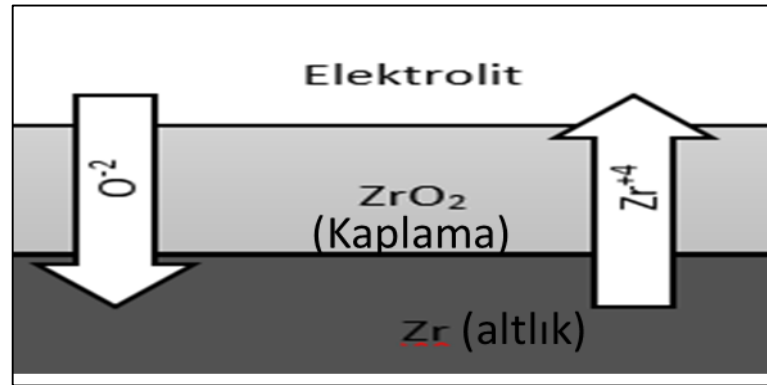 Elektrolit
O⁻²
Zr⁺⁴
ZrO₂
(Kaplama)
Zr (altlık)